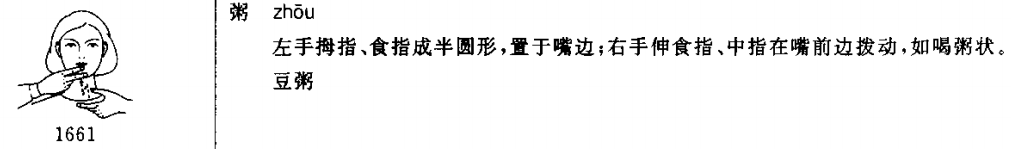 粥 zhōu
左手拇指、食指成半圆形,置于嘴边;右手伸食指、中指在嘴前边拨动,如喝粥状。
豆粥
1661